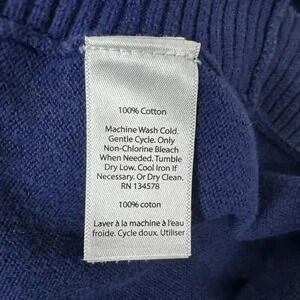 100% Cotton
Machine Wash Cold.
Gentle Cycle. Only
Non-Chlorine Bleach
When Needed. Tumble
Dry Low. Cool Iron If
Necessary. Or Dry Clean.
RN 134578
100% coton
Laver à la machine à l'eau
froide. Cycle doux. Utiliser